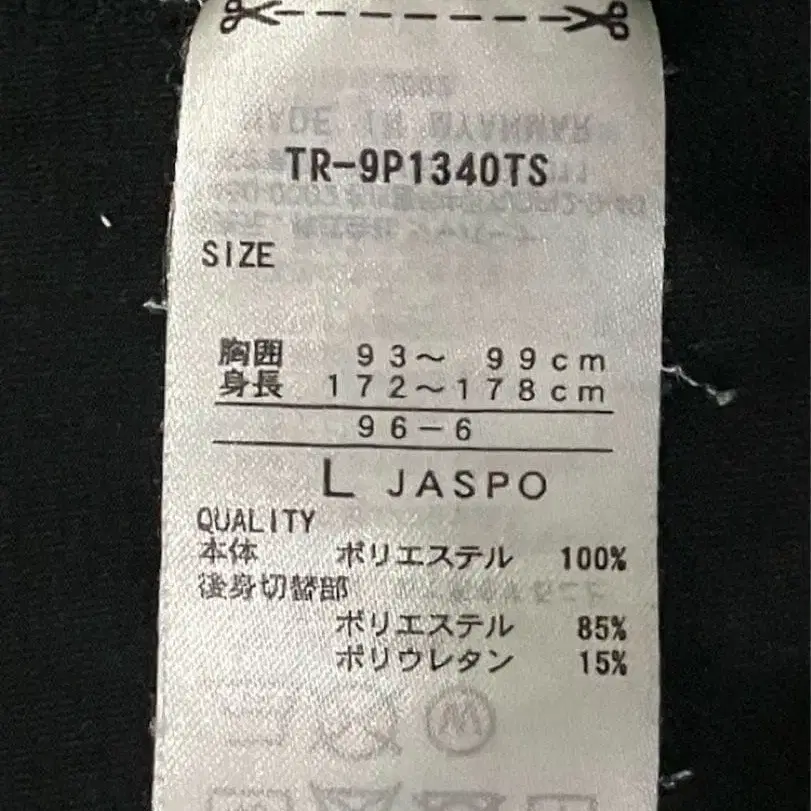 TR-9P1340TS
SIZE
胸囲 93～ 99cm
身長 172～178cm
96-6
L JASPO
QUALITY
本体 ポリエステル 100%
後身切替部
ポリエステル 85%
ポリウレタン 15%